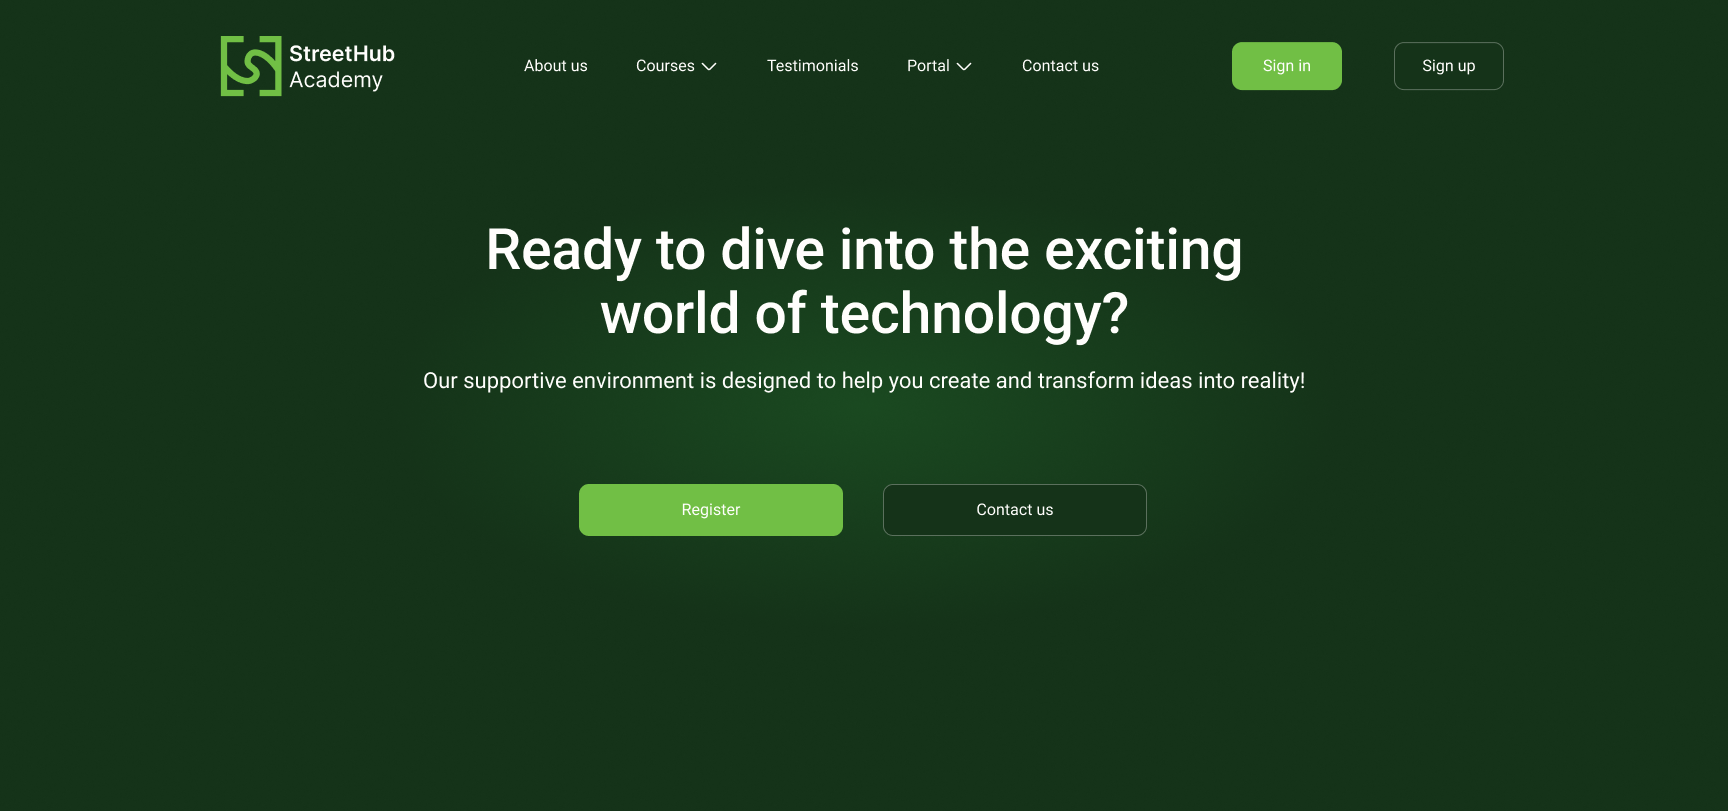 StreetHub
Academy
About us
Courses
Testimonials
Portal
Contact us
Sign in
Sign up
Ready to dive into the exciting
world of technology?
Our supportive environment is designed to help you create and transform ideas into reality!
Register
Contact us